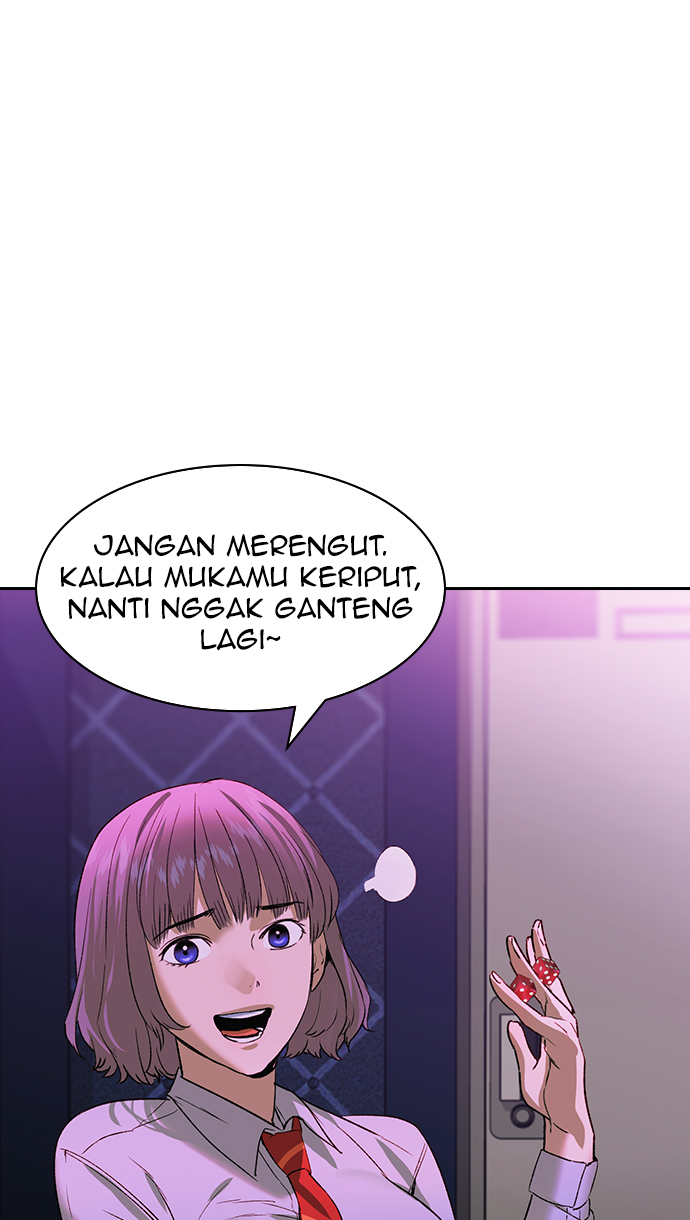 JANGAN MERENGUT.
KALAU MUKAMU KERIPUT,
NANTI NGGAK GANTENG
LAGI~